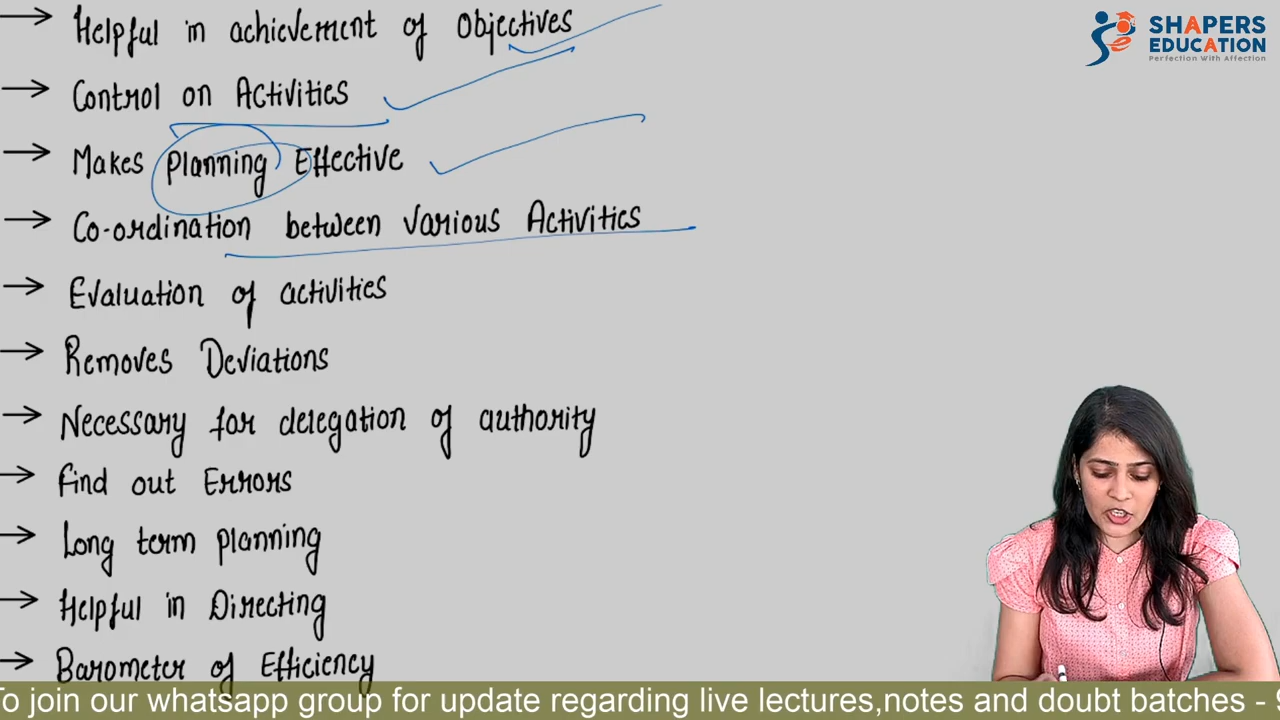 → Helpful in achievement of Objectives
→ Control on Activities
→ Makes Planning Effective
→ Co-ordination between Various Activities
→ Evaluation of activities
→ Removes Deviations
→ Necessary for delegation of authority
→ Find out Errors
→ Long term planning
→ Helpful in Directing
→ Barometer of Efficiency
SHAPERS
EDUCATION
Perfection With Affection
To join our whatsapp group for update regarding live lectures,notes and doubt batches -